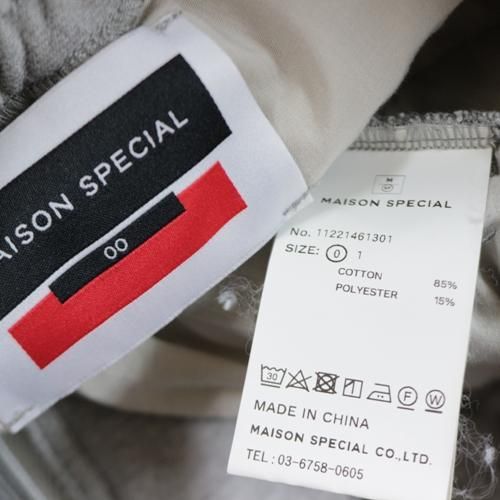 MAISON SPECIAL
00
MAISON SPECIAL
No. 11221461301
SIZE: 0 1
COTTON 85%
POLYESTER 15%
30 F W
MADE IN CHINA
MAISON SPECIAL CO.,LTD.
TEL : 03-6758-0605